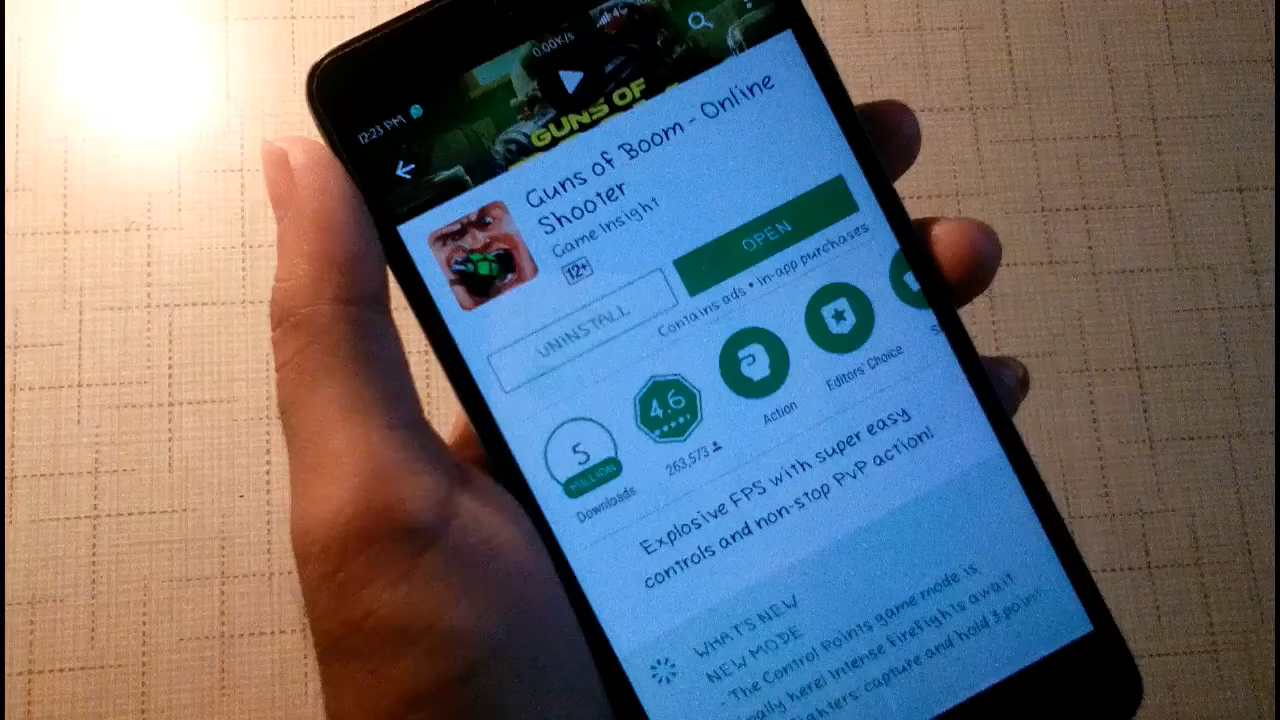 0.00K/s
4G
12:23 PM
GUNS OF
Guns of Boom - Online
Shooter
Game Insight
12+
UNINSTALL
OPEN
Contains ads • In-app purchases
5
MILLION
Downloads
4.6
263,573
Action
Editors' Choice
Explosive FPS with super easy
controls and non-stop PvP action!
WHAT'S NEW
NEW MODE
- The Control Points game mode is
here! Intense firefights await
capture and hold 3